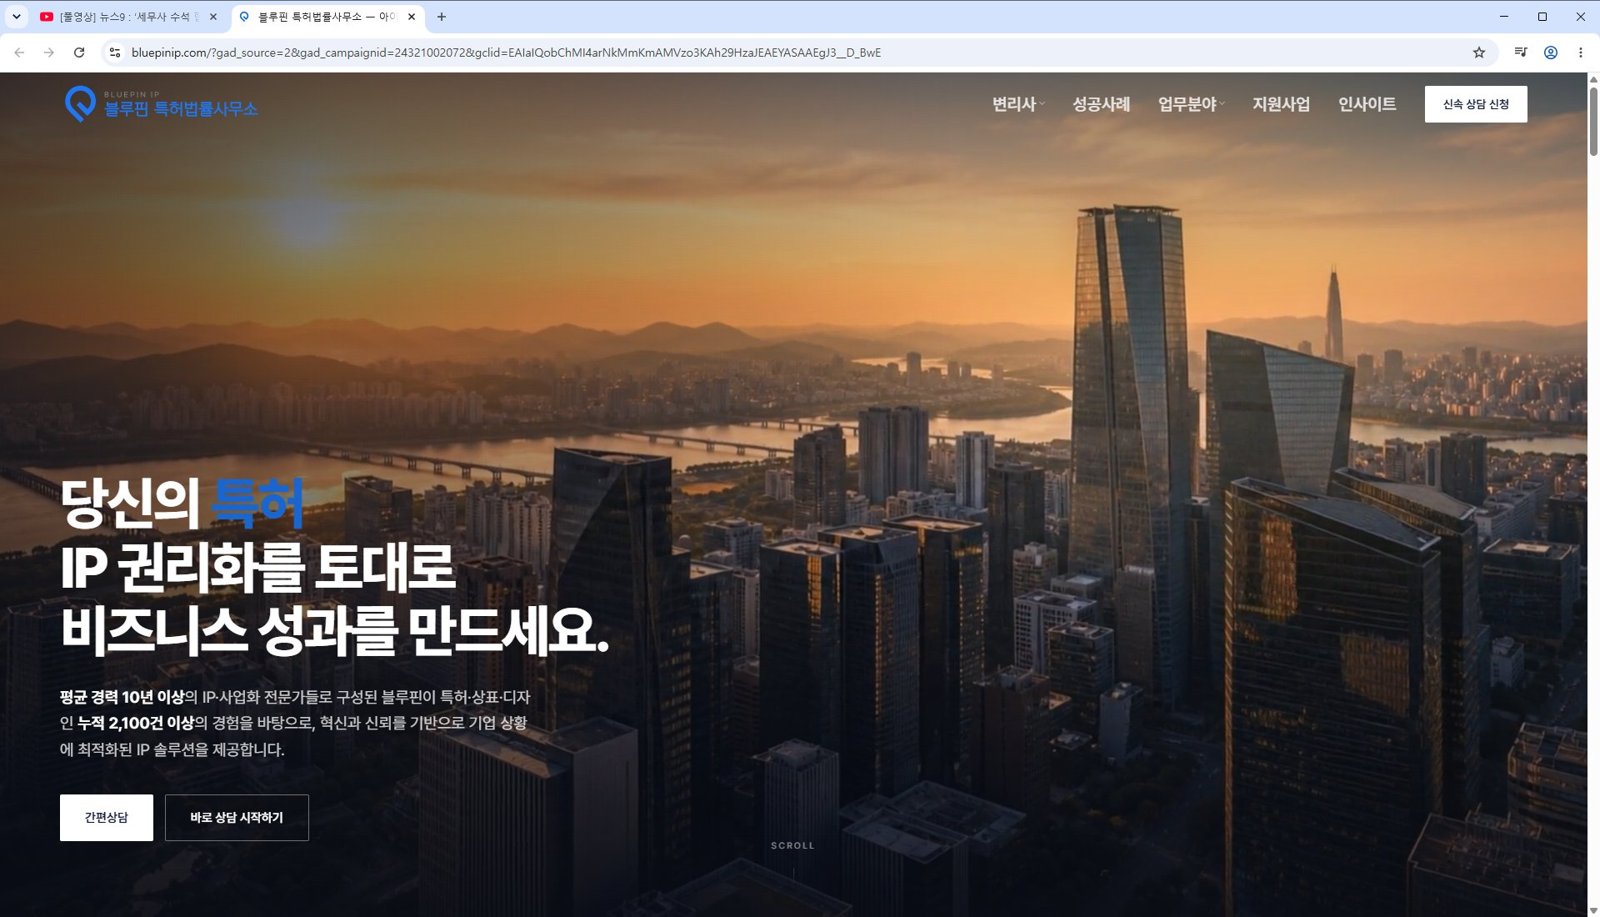 [풀영상] 뉴스9 : '세무사 수석
블루핀 특허법률사무소 — 아이
bluepinip.com/?gad_source=2&gad_campaignid=24321002072&gclid=EAIaIQobChMI4arNkMmKmAMVzo3KAh29HzaJEAEYASAAEgJ3__D_BwE
BLUEPIN IP
블루핀 특허법률사무소
변리사
성공사례
업무분야
지원사업
인사이트
신속 상담 신청
당신의 특허
IP 권리화를 토대로
비즈니스 성과를 만드세요.
평균 경력 10년 이상의 IP·사업화 전문가들로 구성된 블루핀이 특허·상표·디자
인 누적 2,100건 이상의 경험을 바탕으로, 혁신과 신뢰를 기반으로 기업 상황
에 최적화된 IP 솔루션을 제공합니다.
간편상담
바로 상담 시작하기
SCROLL